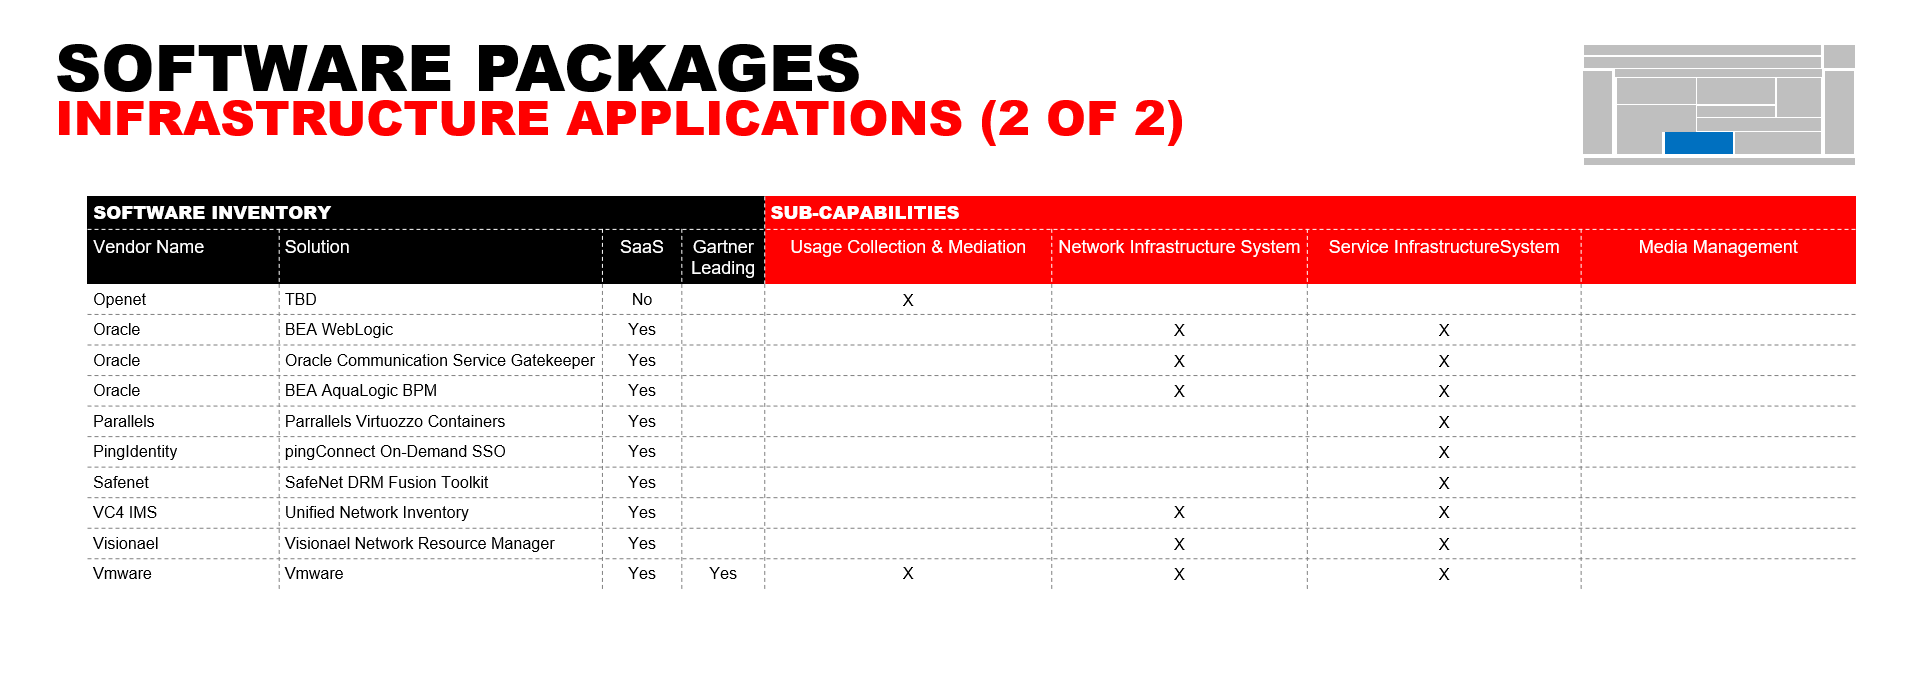 SOFTWARE PACKAGES
INFRASTRUCTURE APPLICATIONS (2 OF 2)
SOFTWARE INVENTORY SUB-CAPABILITIES
Vendor Name Solution SaaS Gartner Leading Usage Collection & Mediation Network Infrastructure System Service InfrastructureSystem Media Management
Openet TBD No X
Oracle BEA WebLogic Yes X X
Oracle Oracle Communication Service Gatekeeper Yes X X
Oracle BEA AquaLogic BPM Yes X X
Parallels Parrallels Virtuozzo Containers Yes X
PingIdentity pingConnect On-Demand SSO Yes X
Safenet SafeNet DRM Fusion Toolkit Yes X
VC4 IMS Unified Network Inventory Yes X X
Visionael Visionael Network Resource Manager Yes X X
Vmware Vmware Yes Yes X X X